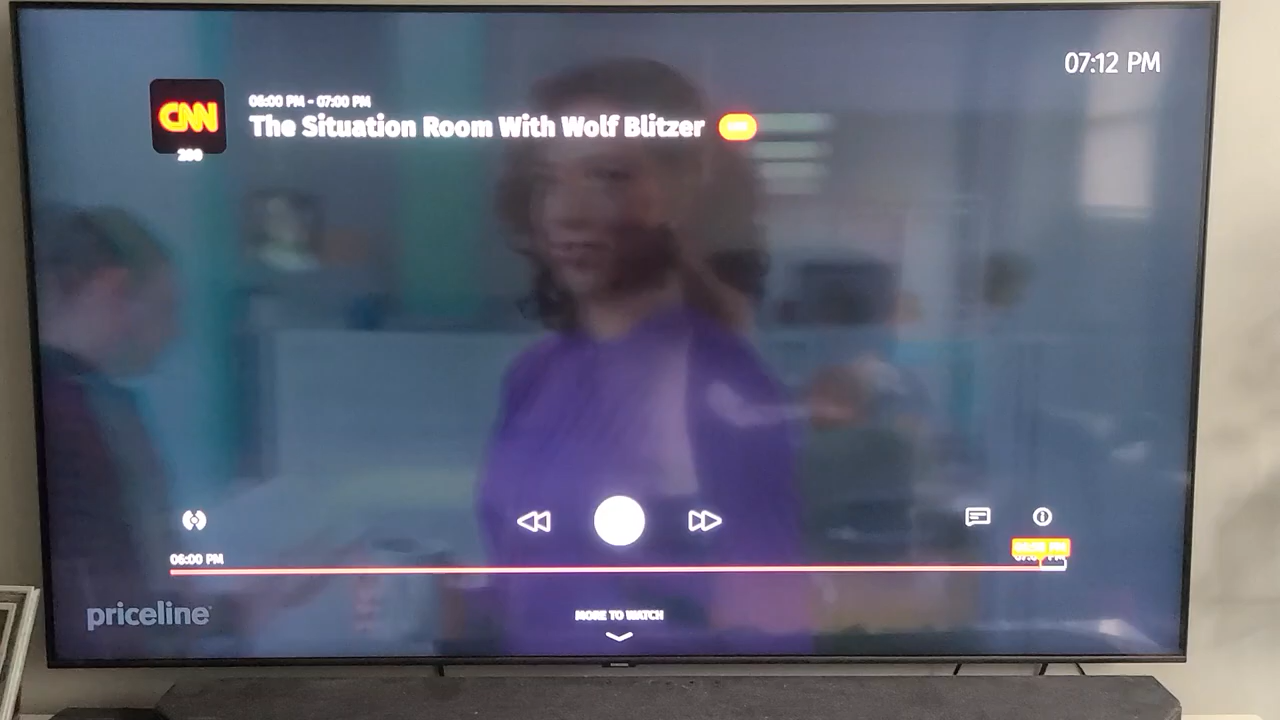 07:12 PM
CNN
06:00 PM - 07:00 PM
The Situation Room With Wolf Blitzer
200
06:00 PM
priceline
MORE TO WATCH